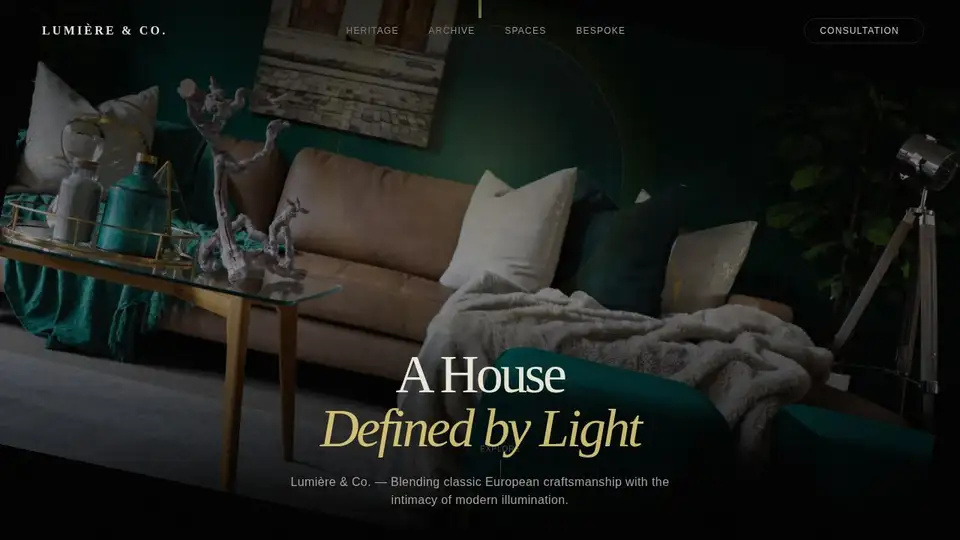 LUMIÈRE & CO.
HERITAGE
ARCHIVE
SPACES
BESPOKE
CONSULTATION
A House
Defined by Light
EXPLORE
Lumière & Co. — Blending classic European craftsmanship with the
intimacy of modern illumination.